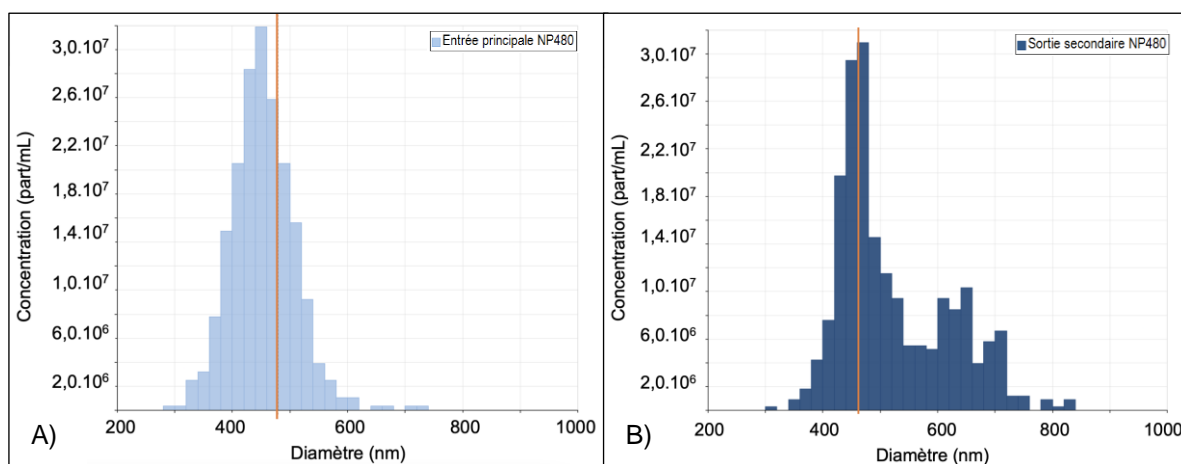 Entrée principale NP480
Concentration (part/mL)
3,0.10⁷
2,6.10⁷
2,2.10⁷
1,8.10⁷
1,4.10⁷
1,0.10⁷
6,0.10⁶
2,0.10⁶
200 400 600 800 1000
Diamètre (nm)
A)
Sortie secondaire NP480
Concentration (part/mL)
3,0.10⁷
2,6.10⁷
2,2.10⁷
1,8.10⁷
1,4.10⁷
1,0.10⁷
6,0.10⁶
2,0.10⁶
200 400 600 800 1000
Diamètre (nm)
B)